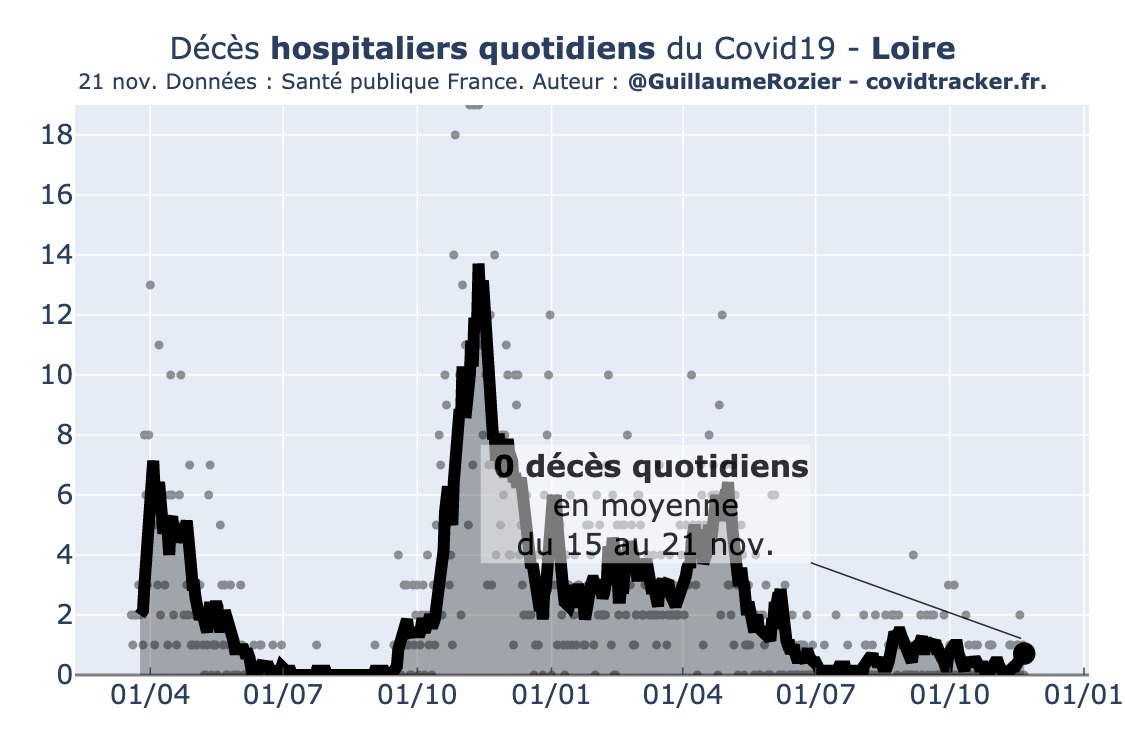 Décès hospitaliers quotidiens du Covid19 - Loire
21 nov. Données : Santé publique France. Auteur : @GuillaumeRozier - covidtracker.fr.
18
16
14
12
10
8
6
4
2
0
0 décès quotidiens
en moyenne
du 15 au 21 nov.
01/04 01/07 01/10 01/01 01/04 01/07 01/10 01/01